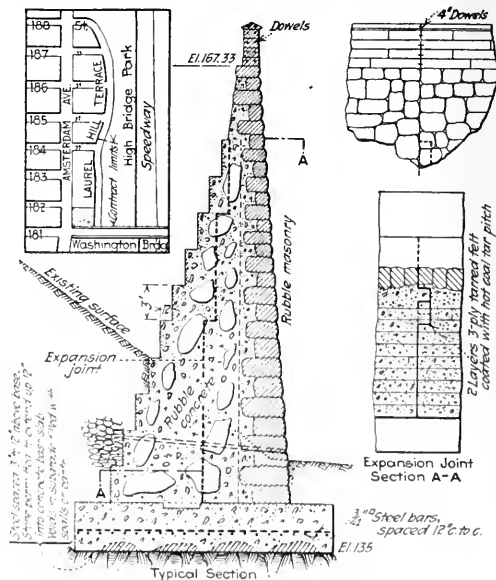 188
St.
187
186
185
184
183
182
181
AMSTERDAM AVE.
LAUREL HILL TERRACE
Contract limits
High Bridge Park
Speedway
Washington Bridg
El.167.33
Dowels
A
4" Dowels
Existing surface
3'
12"
Expansion joint
Rubble masonry
Rubble concrete
A
2 Layers 3 ply tarred felt
coated with hot coal tar pitch
Expansion Joint
Section A-A
Steel bars,
spaced 12" c. to c.
El.135
Typical Section